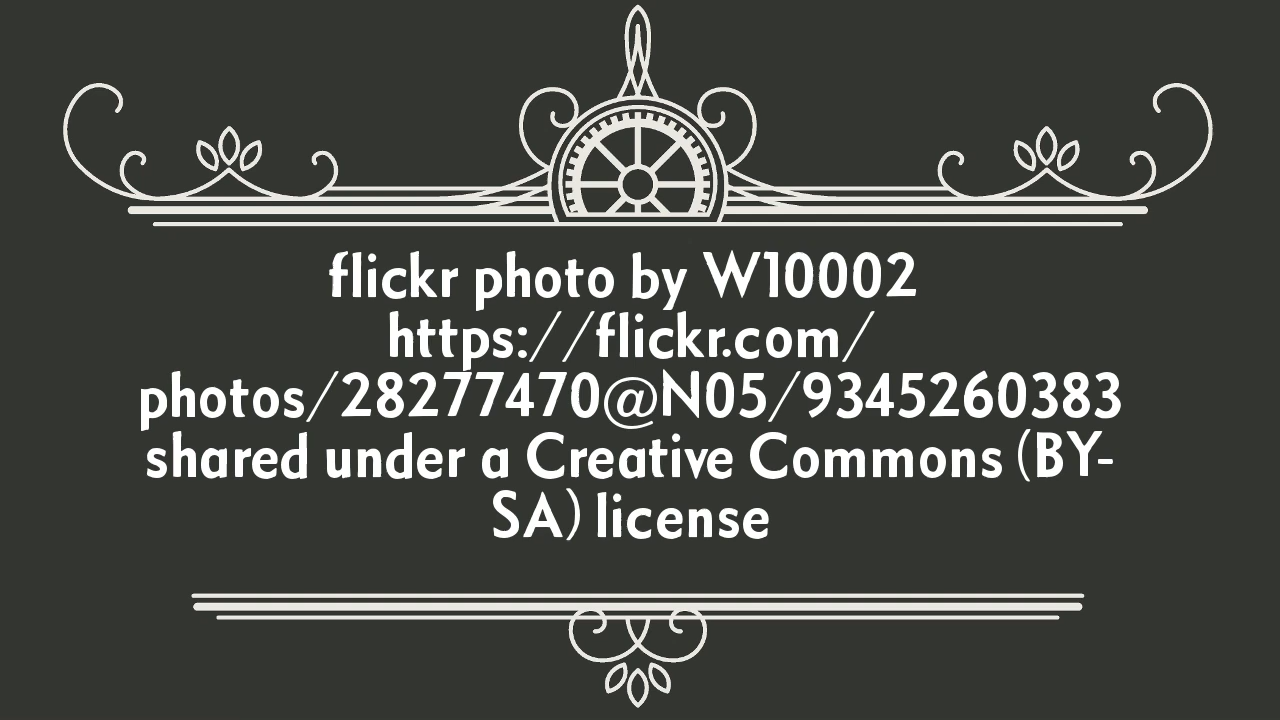 flickr photo by W10002
https://flickr.com/
photos/28277470@N05/9345260383
shared under a Creative Commons (BY-
SA) license